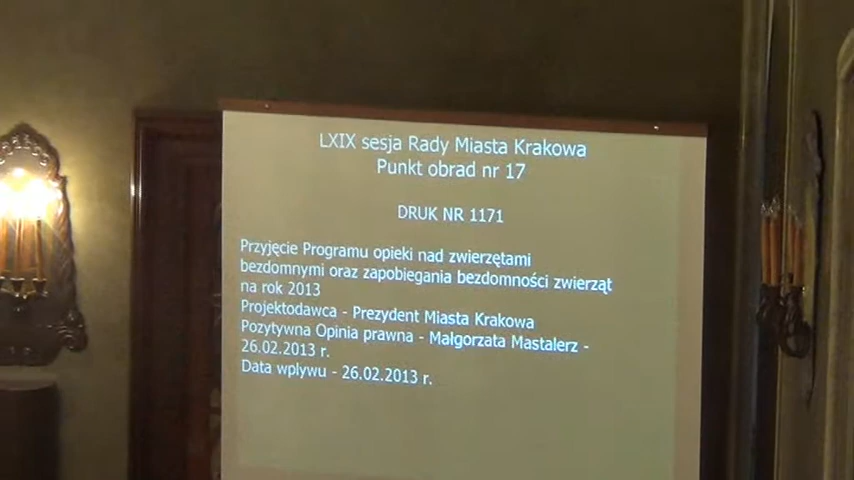 LXIX sesja Rady Miasta Krakowa
Punkt obrad nr 17
DRUK NR 1171
Przyjęcie Programu opieki nad zwierzętami
bezdomnymi oraz zapobiegania bezdomności zwierząt
na rok 2013
Projektodawca - Prezydent Miasta Krakowa
Pozytywna Opinia prawna - Małgorzata Mastalerz -
26.02.2013 r.
Data wpływu - 26.02.2013 r.